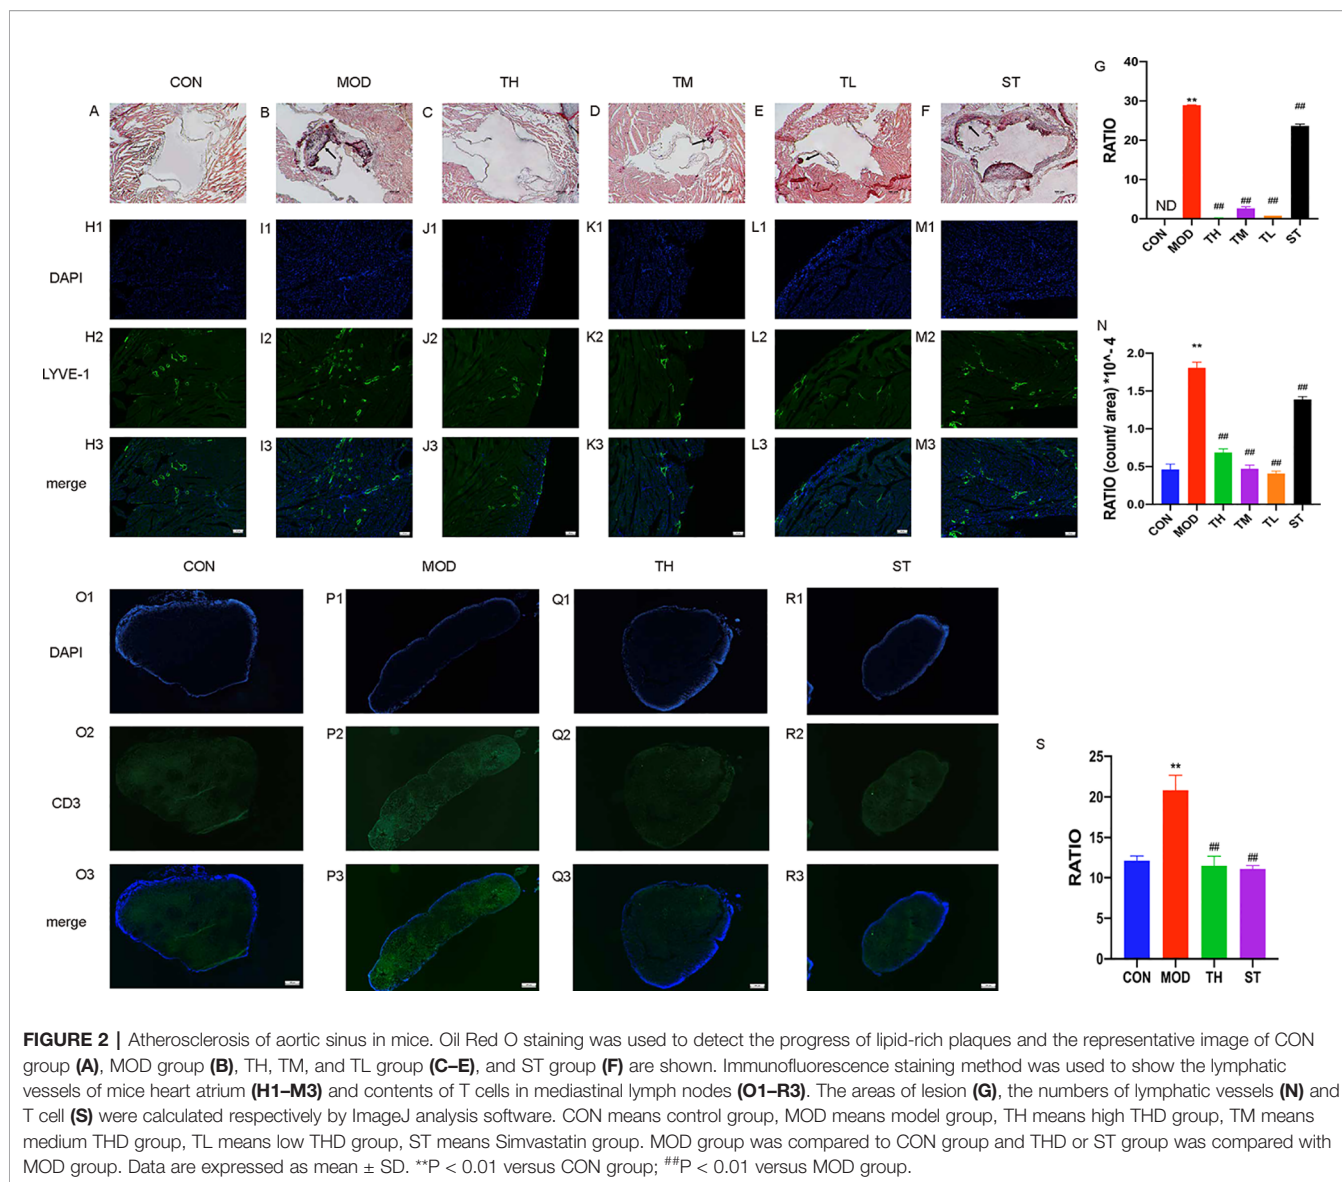 CON MOD TH TM TL ST
A B C D E F
G
RATIO
40
30
20
10
0
ND ** ## ## ## ##
CON MOD TH TM TL ST
H1 I1 J1 K1 L1 M1
DAPI
H2 I2 J2 K2 L2 M2
LYVE-1
H3 I3 J3 K3 L3 M3
merge
N
RATIO (count/ area) *10^- 4
2.0
1.5
1.0
0.5
0.0
** ## ## ## ##
CON MOD TH TM TL ST
CON MOD TH ST
O1 P1 Q1 R1
DAPI
O2 P2 Q2 R2
CD3
O3 P3 Q3 R3
merge
S
RATIO
25
20
15
10
5
0
** ## ##
CON MOD TH ST
FIGURE 2 | Atherosclerosis of aortic sinus in mice. Oil Red O staining was used to detect the progress of lipid-rich plaques and the representative image of CON
group (A), MOD group (B), TH, TM, and TL group (C–E), and ST group (F) are shown. Immunofluorescence staining method was used to show the lymphatic
vessels of mice heart atrium (H1–M3) and contents of T cells in mediastinal lymph nodes (O1–R3). The areas of lesion (G), the numbers of lymphatic vessels (N) and
T cell (S) were calculated respectively by ImageJ analysis software. CON means control group, MOD means model group, TH means high THD group, TM means
medium THD group, TL means low THD group, ST means Simvastatin group. MOD group was compared to CON group and THD or ST group was compared with
MOD group. Data are expressed as mean ± SD. **P < 0.01 versus CON group; ##P < 0.01 versus MOD group.